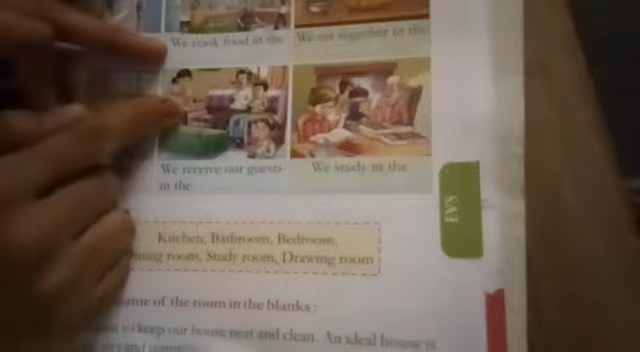 We cook food in the
We eat together in the
We receive our guests
in the
We study in the
EVS
Kitchen, Bathroom, Bedroom,
room, Study room, Drawing room
of the room in the blanks :
to keep our house neat and clean. An ideal house is